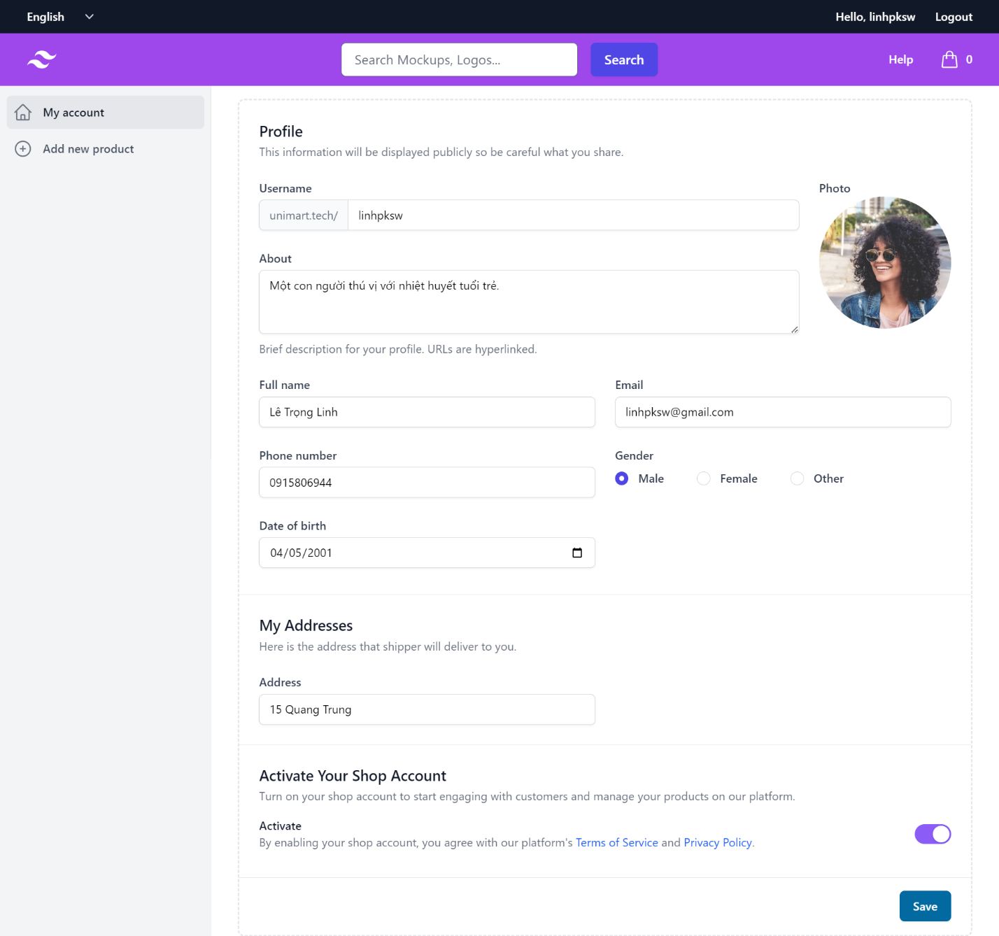 English
Hello, linhpksw
Logout
Search Mockups, Logos...
Search
Help
0
My account
Add new product
Profile
This information will be displayed publicly so be careful what you share.
Username
Photo
unimart.tech/
linhpksw
About
Một con người thú vị với nhiệt huyết tuổi trẻ.
Brief description for your profile. URLs are hyperlinked.
Full name
Email
Lê Trọng Linh
linhpksw@gmail.com
Phone number
Gender
0915806944
Male
Female
Other
Date of birth
04/05/2001
My Addresses
Here is the address that shipper will deliver to you.
Address
15 Quang Trung
Activate Your Shop Account
Turn on your shop account to start engaging with customers and manage your products on our platform.
Activate
By enabling your shop account, you agree with our platform's Terms of Service and Privacy Policy.
Save